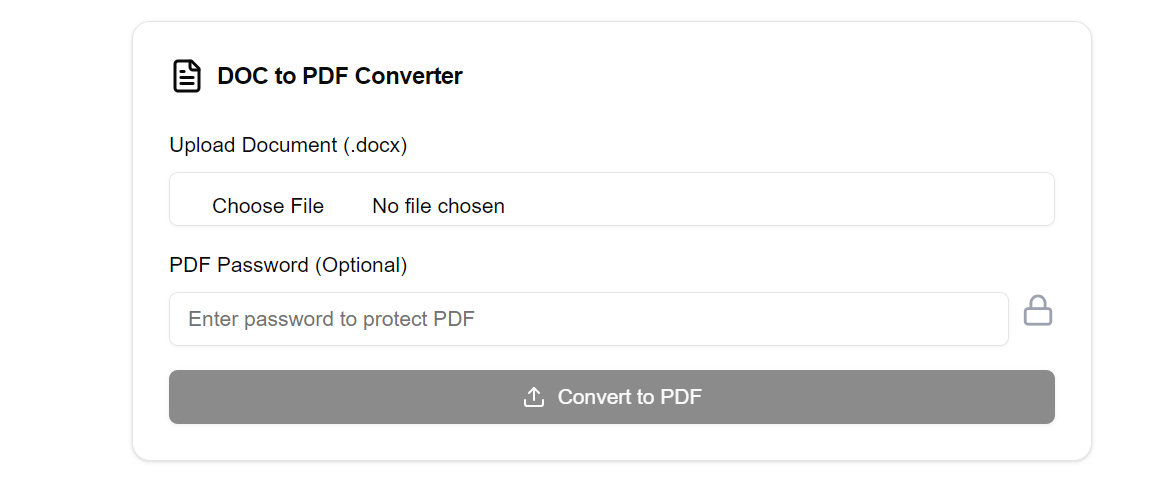 DOC to PDF Converter
Upload Document (.docx)
Choose File No file chosen
PDF Password (Optional)
Enter password to protect PDF
Convert to PDF